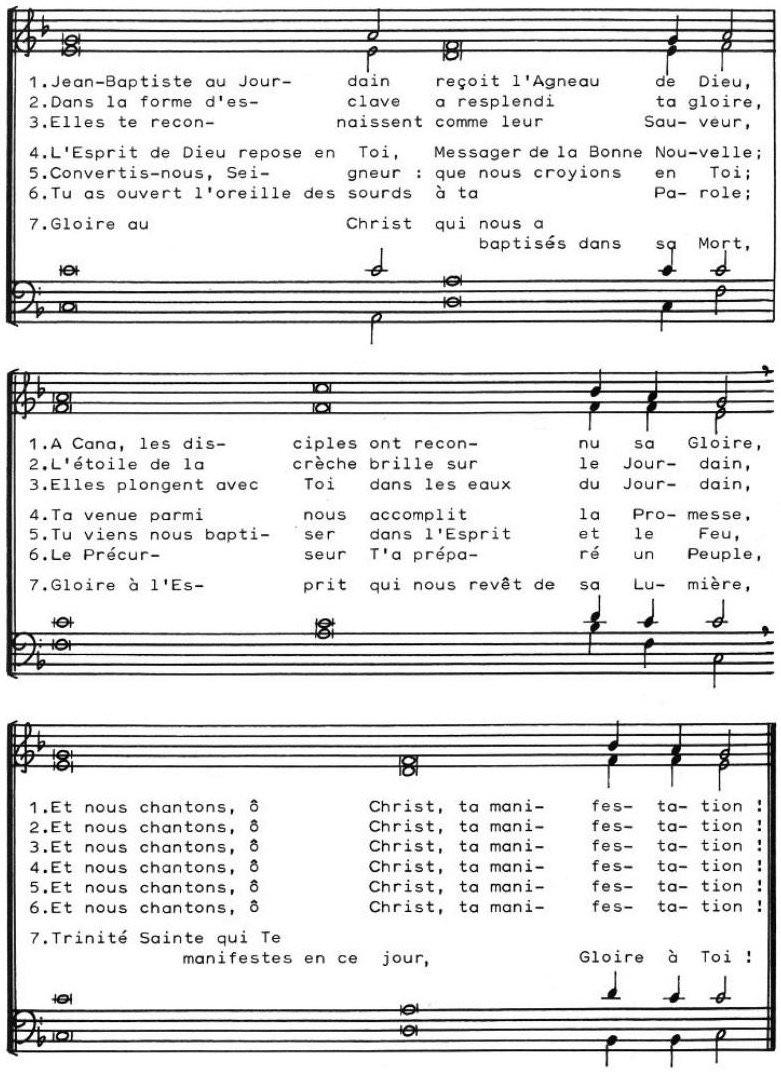 1.Jean-Baptiste au Jour- dain reçoit l'Agneau de Dieu,
2.Dans la forme d'es- clave a resplendi ta gloire,
3.Elles te recon- naissent comme leur Sau- veur,
4.L'Esprit de Dieu repose en Toi, Messager de la Bonne Nou-velle;
5.Convertis-nous, Sei- gneur : que nous croyions en Toi;
6.Tu as ouvert l'oreille des sourds à ta Pa- role;
7.Gloire au Christ qui nous a
baptisés dans sa Mort,
1.A Cana, les dis- ciples ont recon- nu sa Gloire,
2.L'étoile de la crèche brille sur le Jour- dain,
3.Elles plongent avec Toi dans les eaux du Jour- dain,
4.Ta venue parmi nous accomplit la Pro- messe,
5.Tu viens nous bapti- ser dans l'Esprit et le Feu,
6.Le Précur- seur T'a prépa- ré un Peuple,
7.Gloire à l'Es- prit qui nous revêt de sa Lu- mière,
1.Et nous chantons, ô Christ, ta mani- fes- ta- tion !
2.Et nous chantons, ô Christ, ta mani- fes- ta- tion !
3.Et nous chantons, ô Christ, ta mani- fes- ta- tion !
4.Et nous chantons, ô Christ, ta mani- fes- ta- tion !
5.Et nous chantons, ô Christ, ta mani- fes- ta- tion !
6.Et nous chantons, ô Christ, ta mani- fes- ta- tion !
7.Trinité Sainte qui Te
manifestes en ce jour, Gloire à Toi !